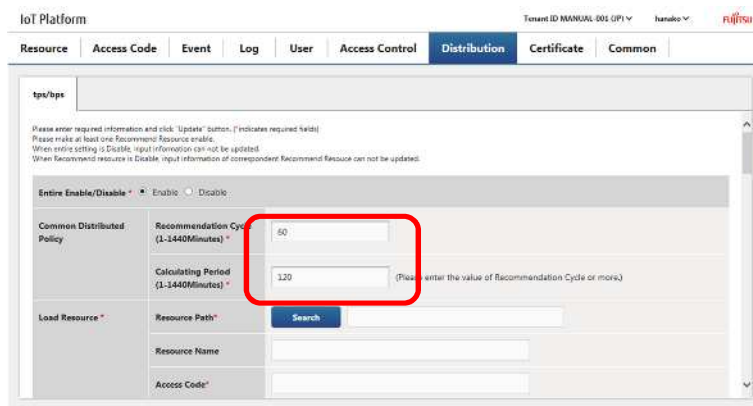 IoT Platform
Tenant ID MANUAL-001 (JP) hanako FUJITSU
Resource Access Code Event Log User Access Control Distribution Certificate Common
tps/bps
Please enter required information and click "Update" button. (*indicates required fields)
Please make at least one Recommend Resource enable.
When entire setting is Disable, input information can not be updated.
When Recommend resource is Disable, input information of correspondent Recommend Resouce can not be updated.
Entire Enable/Disable * Enable Disable
Common Distributed Policy
Recommendation Cycle (1-1440Minutes) * 60
Calculating Period (1-1440Minutes) * 120 (Please enter the value of Recommendation Cycle or more.)
Load Resource * Resource Path* Search
Resource Name
Access Code*